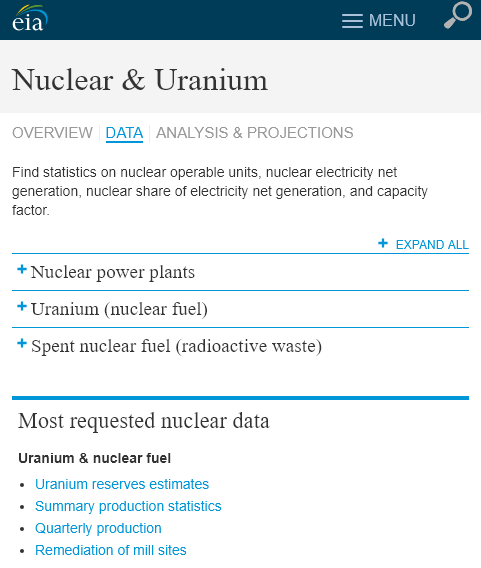 eia
MENU
Nuclear & Uranium
OVERVIEW DATA ANALYSIS & PROJECTIONS
Find statistics on nuclear operable units, nuclear electricity net
generation, nuclear share of electricity net generation, and capacity
factor.
+ EXPAND ALL
+ Nuclear power plants
+ Uranium (nuclear fuel)
+ Spent nuclear fuel (radioactive waste)
Most requested nuclear data
Uranium & nuclear fuel
• Uranium reserves estimates
• Summary production statistics
• Quarterly production
• Remediation of mill sites